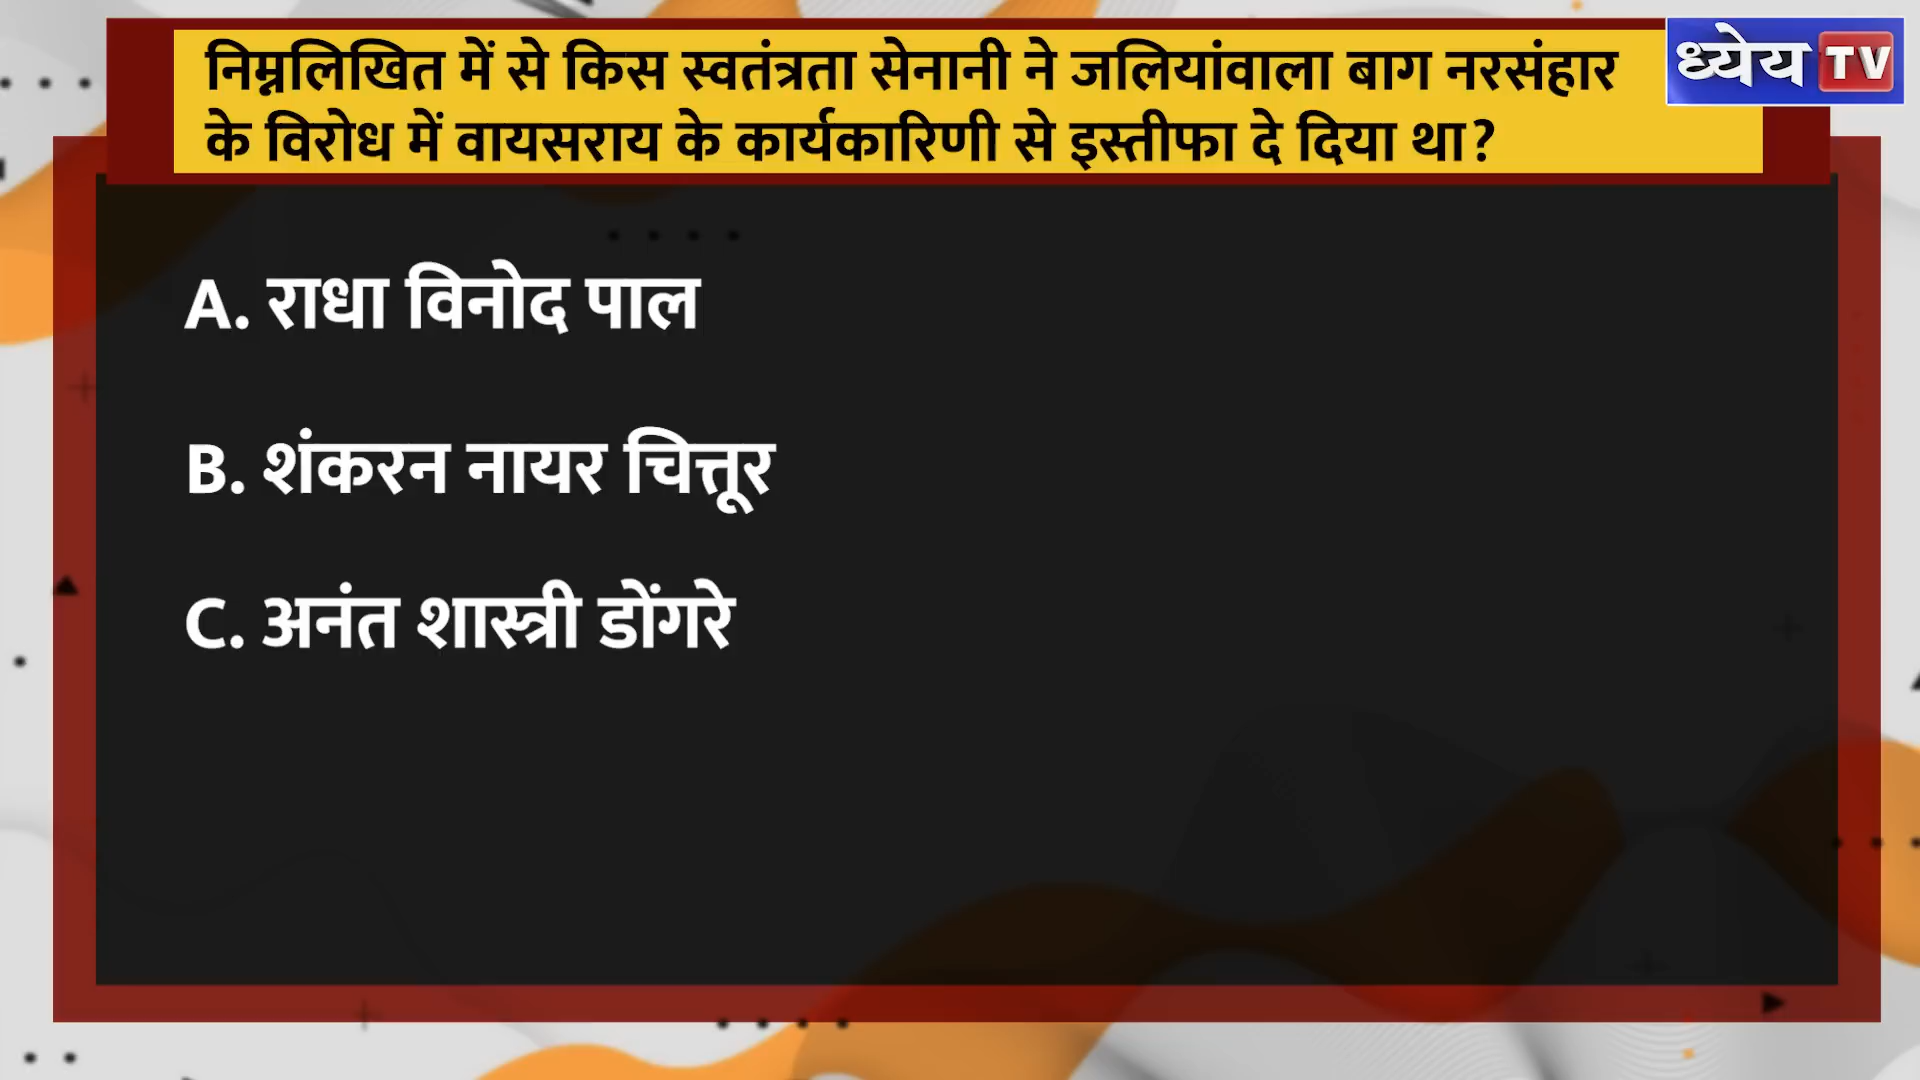 निम्नलिखित में से किस स्वतंत्रता सेनानी ने जलियांवाला बाग नरसंहार
के विरोध में वायसराय के कार्यकारिणी से इस्तीफा दे दिया था?
ध्येय TV
A. राधा विनोद पाल
B. शंकरन नायर चित्तूर
C. अनंत शास्त्री डोंगरे